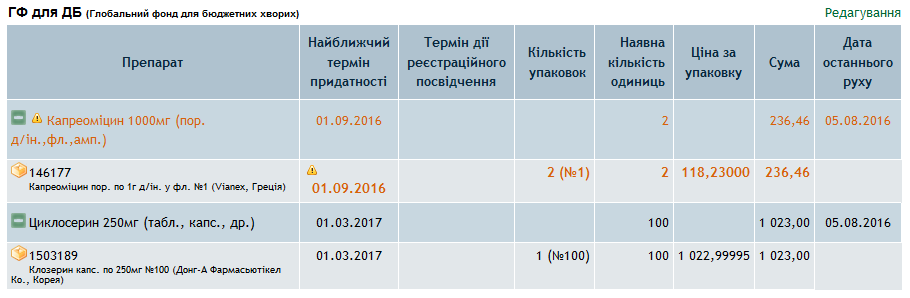 ГФ для ДБ (Глобальний фонд для бюджетних хворих) Редагування
Препарат Найближчий термін придатності Термін дії реєстраційного посвідчення Кількість упаковок Наявна кількість одиниць Ціна за упаковку Сума Дата останнього руху
Капреоміцин 1000мг (пор. 01.09.2016 2 236,46 05.08.2016
д/ін.,фл.,амп.)
146177 2 (№1) 2 118,23000 236,46
Капреоміцин пор. по 1г д/ін. у фл. №1 (Vianex, Греція) 01.09.2016
Циклосерин 250мг (табл., капс., др.) 01.03.2017 100 1 023,00 05.08.2016
1503189 01.03.2017 1 (№100) 100 1 022,99995 1 023,00
Клозерин капс. по 250мг №100 (Донг-А Фармасьютікел
Ко., Корея)